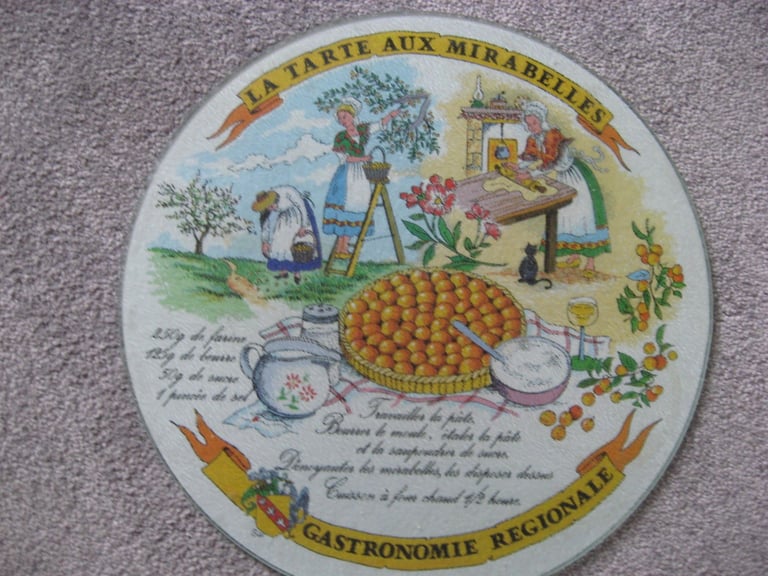 LA TARTE AUX MIRABELLES
250g de farine
125g de beurre
50g de sucre
1 pincée de sel
Travailler la pâte,
Beurrer le moule, étaler la pâte
et la saupoudrer de sucre,
Dénoyauter les mirabelles, les disposer dessus
Cuisson à four chaud 1/2 heure.
GASTRONOMIE REGIONALE